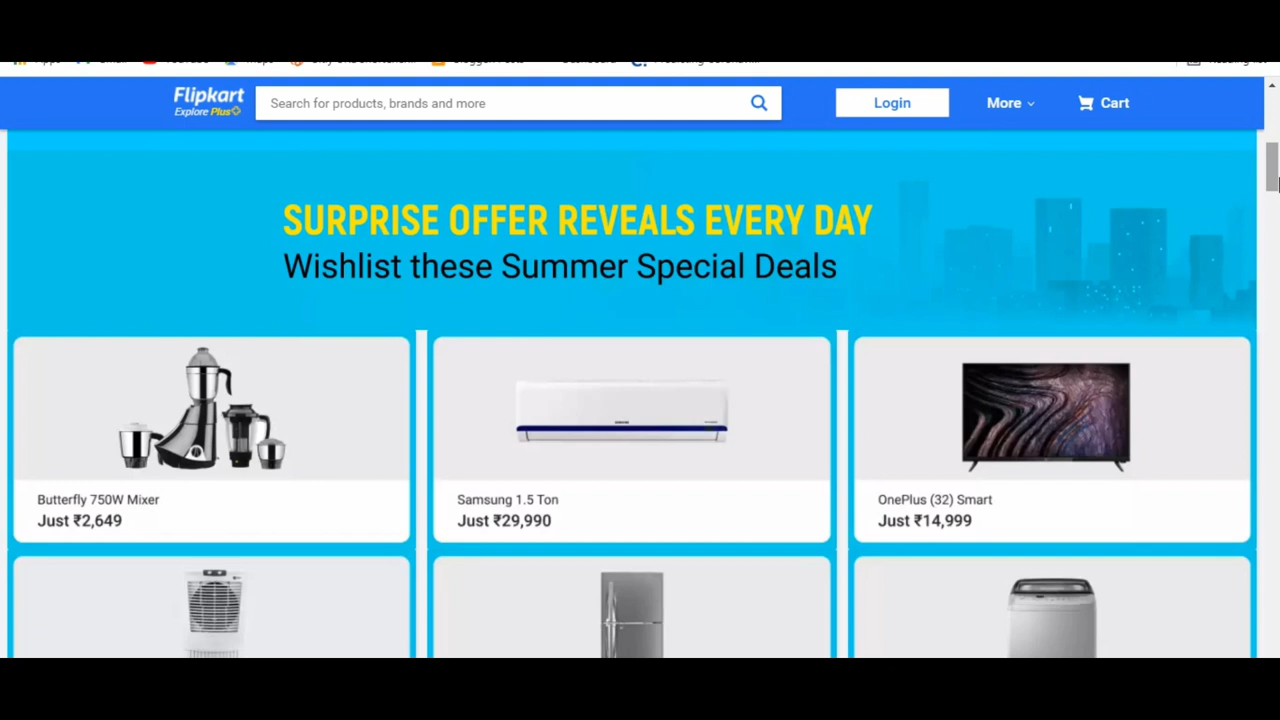 Flipkart
Explore Plus
Search for products, brands and more
Login
More
Cart
SURPRISE OFFER REVEALS EVERY DAY
Wishlist these Summer Special Deals
Butterfly 750W Mixer
Just ₹2,649
Samsung 1.5 Ton
Just ₹29,990
OnePlus (32) Smart
Just ₹14,999